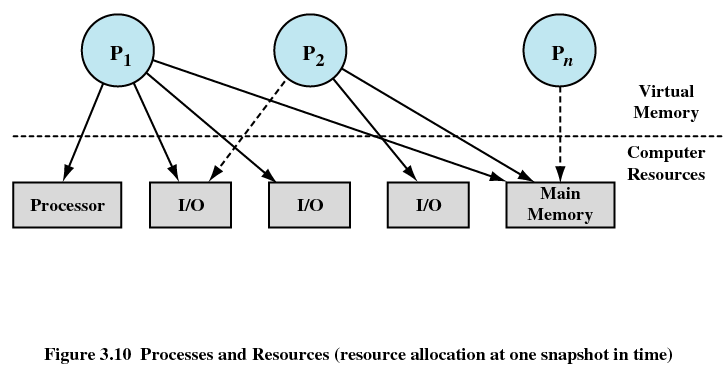 P1
P2
Pn
Virtual
Memory
Computer
Resources
Processor
I/O
I/O
I/O
Main
Memory
Figure 3.10 Processes and Resources (resource allocation at one snapshot in time)